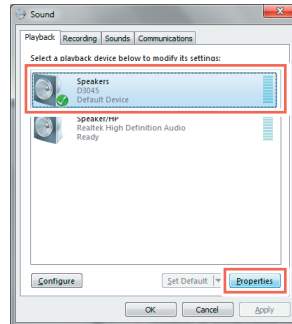 Sound
Playback Recording Sounds Communications
Select a playback device below to modify its settings:
Speakers
D3045
Default Device
Speaker/HP
Realtek High Definition Audio
Ready
Configure Set Default Properties
OK Cancel Apply